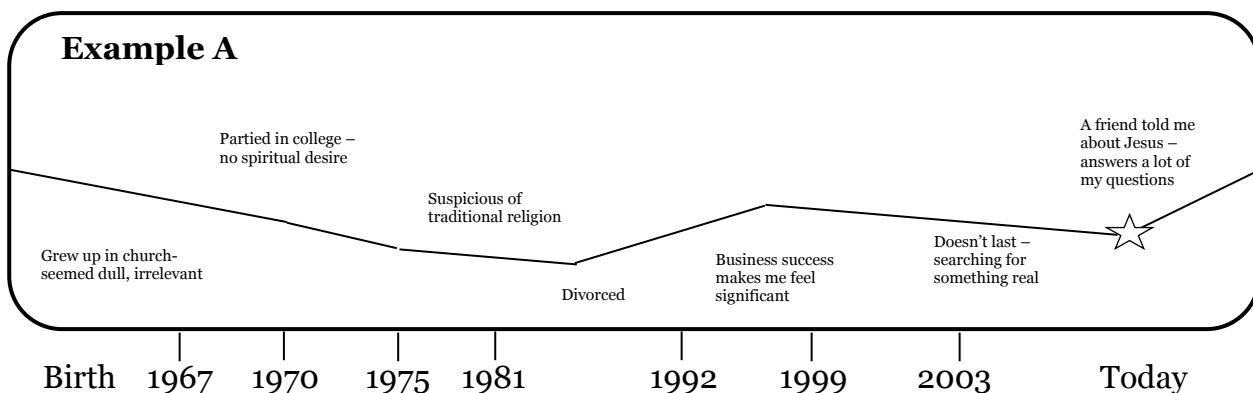 Example A
Partied in college –
no spiritual desire
A friend told me
about Jesus –
answers a lot of
my questions
Suspicious of
traditional religion
Grew up in church-
seemed dull, irrelevant
Divorced
Business success
makes me feel
significant
Doesn’t last –
searching for
something real
Birth 1967 1970 1975 1981 1992 1999 2003 Today